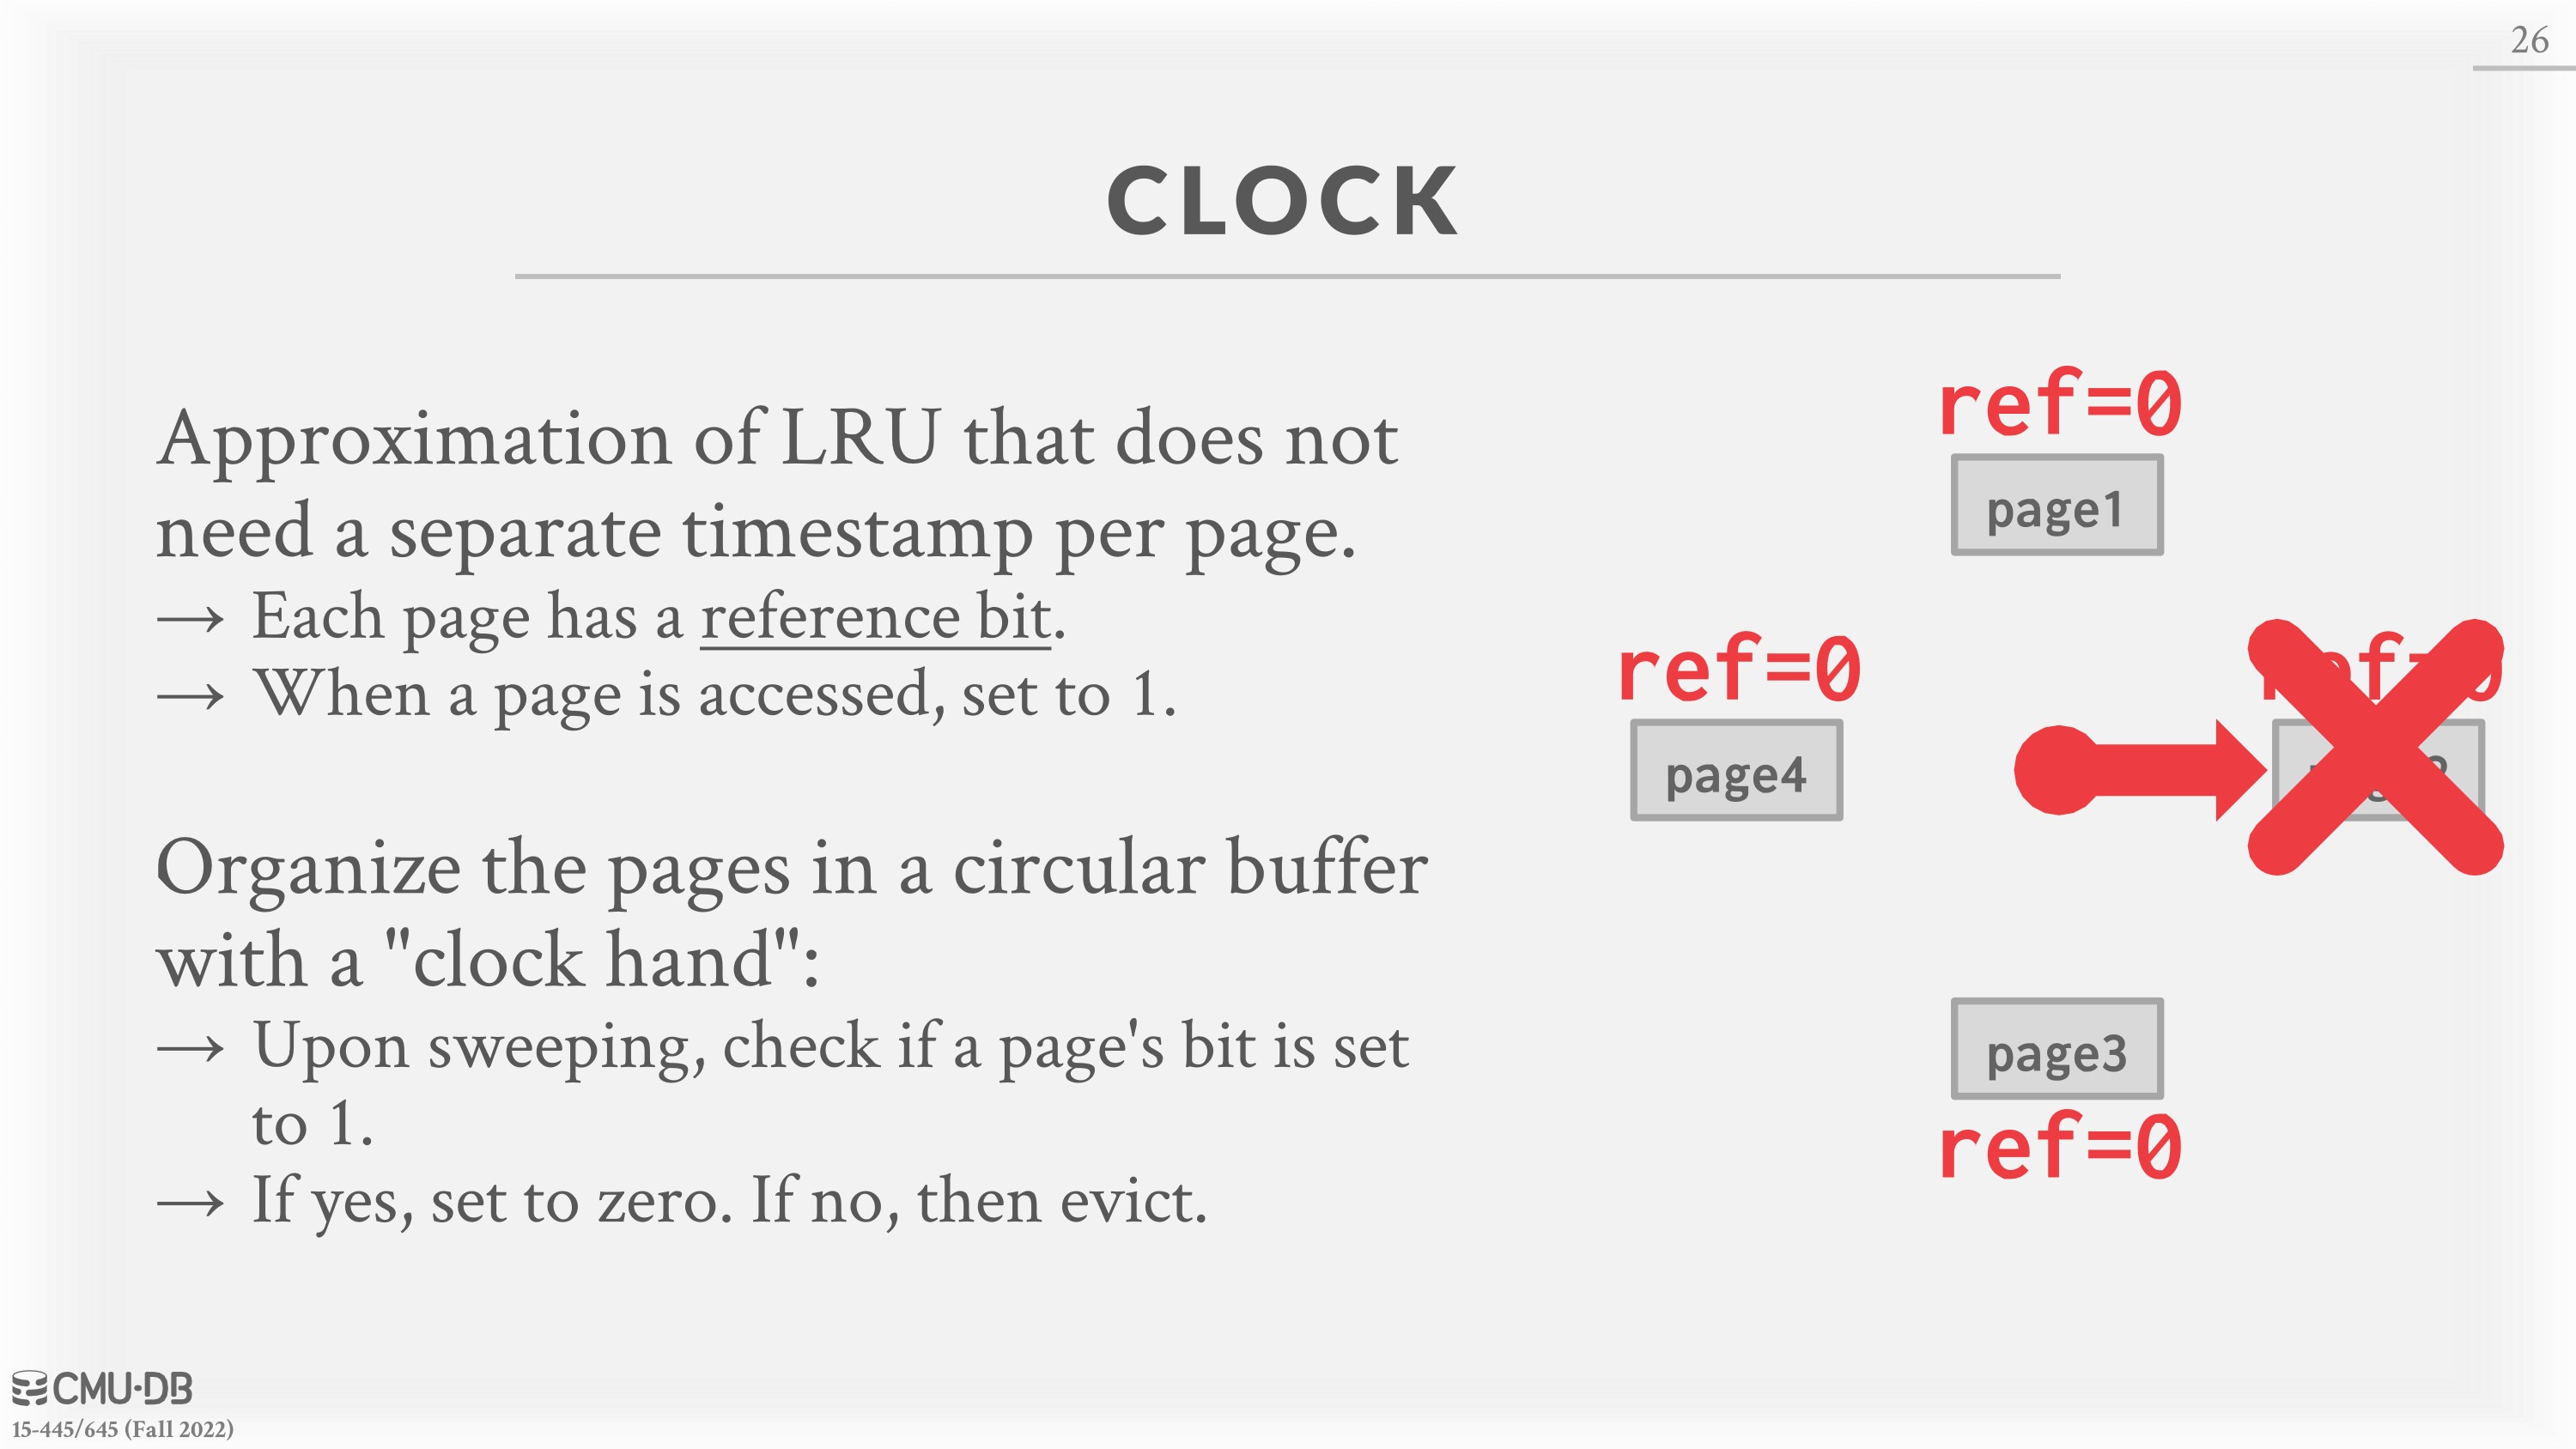 26
CLOCK
Approximation of LRU that does not
need a separate timestamp per page.
→ Each page has a reference bit.
→ When a page is accessed, set to 1.
Organize the pages in a circular buffer
with a "clock hand":
→ Upon sweeping, check if a page's bit is set
to 1.
→ If yes, set to zero. If no, then evict.
ref=0
page1
ref=0
page4
page3
ref=0
CMU·DB
15-445/645 (Fall 2022)